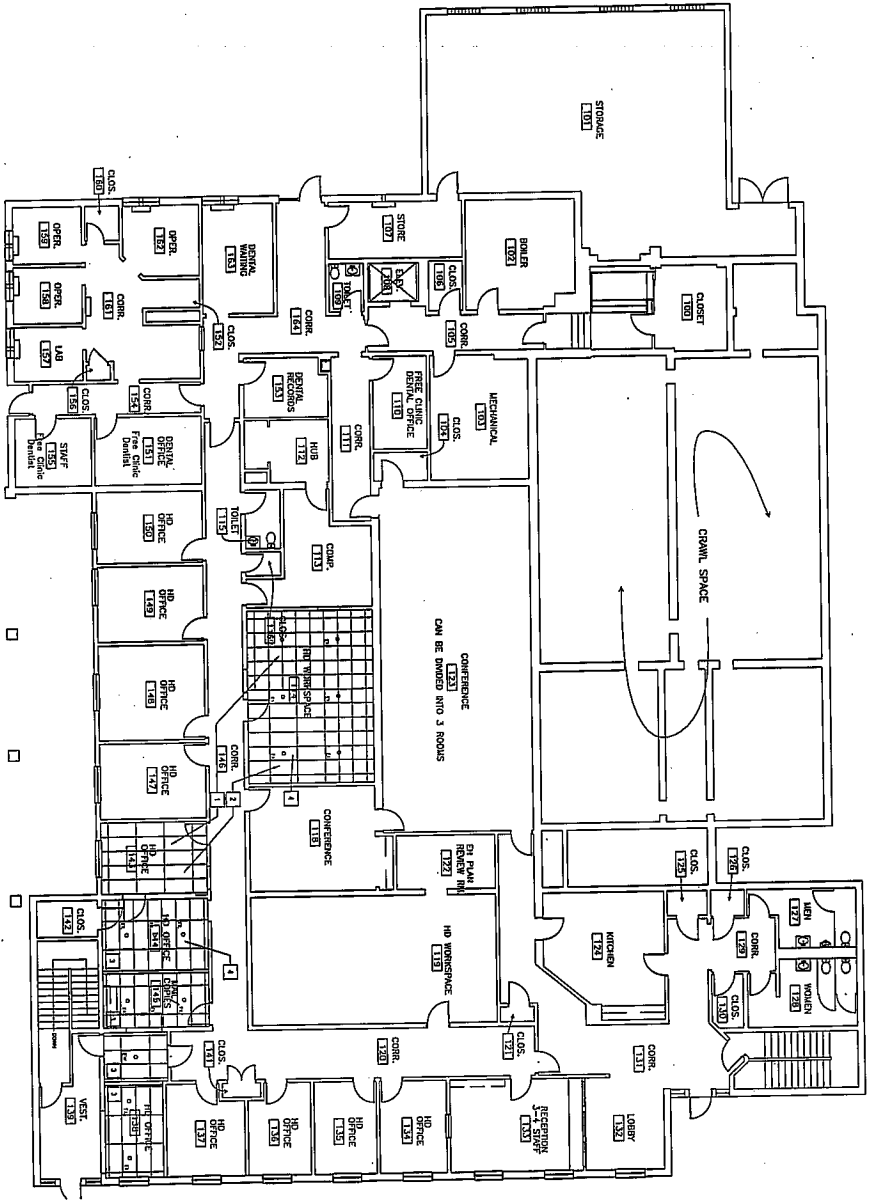 STORAGE
101
CLOS.
160
OPER.
159
OPER.
162
DENTAL
WAITING
163
STORE
107
BOILER
102
CLOS.
106
ELEV
108
TOILET
109
CLOSET
100
OPER.
158
CORR.
161
CORR.
164
CORR.
105
LAB
157
CLOS.
152
CLOS.
156
CORR.
154
DENTAL
RECORDS
153
FREE CLINIC
DENTAL OFFICE
110
MECHANICAL
103
CLOS.
104
STAFF
155
Free Clinic
Dentist
DENTAL
OFFICE
151
Free Clinic
Dentist
HUB
112
CORR.
111
HD
OFFICE
150
TOILET
115
COMP.
113
CRAWL SPACE
HD
OFFICE
149
CLOS.
HD WORKSPACE
HD
OFFICE
148
CONFERENCE
123
CAN BE DIVIDED INTO 3 ROOMS
HD
OFFICE
147
CORR.
146
1
2
4
HD
OFFICE
143
CONFERENCE
118
EH PLAN
REVIEW RM.
122
CLOS.
125
CLOS.
126
CLOS.
142
HD OFFICE
144
3
4
MAIL
COPIES
145
HD WORKSPACE
119
KITCHEN
124
CORR.
129
MEN
127
WOMEN
128
CLOS.
130
DOWN
CLOS.
141
CORR.
120
CLOS.
121
CORR.
131
3
VEST.
139
3
HD OFFICE
138
HD
OFFICE
137
HD
OFFICE
136
HD
OFFICE
135
HD
OFFICE
134
RECEPTION
3-4 STAFF
133
LOBBY
132